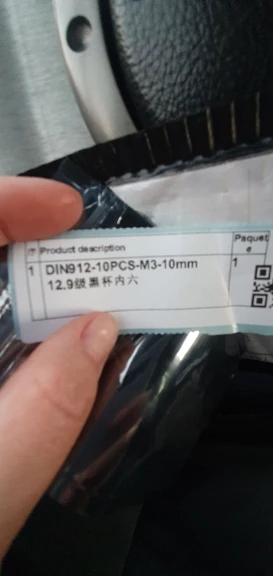 Product description
Paquet
e
1 DIN912-10PCS-M3-10mm 1
12.9级黑杯内六